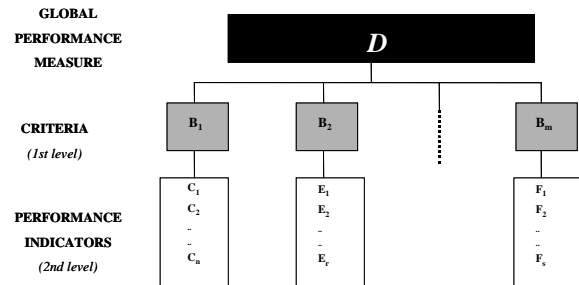 GLOBAL
PERFORMANCE
MEASURE
D
CRITERIA
(1st level)
B₁
B₂
Bₘ
PERFORMANCE
INDICATORS
(2nd level)
C₁
C₂
..
..
Cₙ
E₁
E₂
..
..
Eᵣ
F₁
F₂
..
..
Fₛ